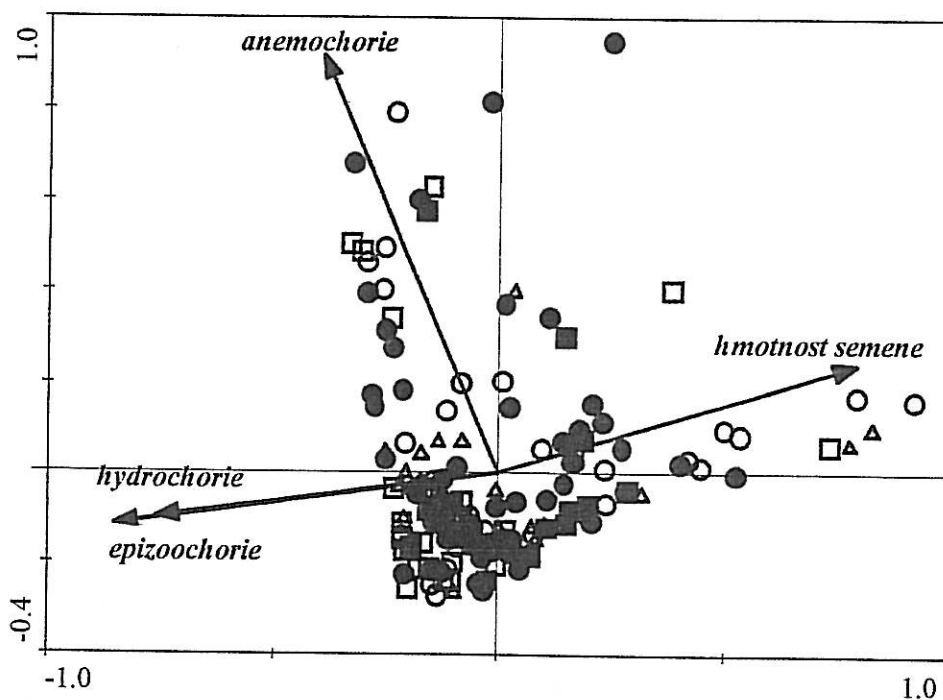 1.0
anemochorie
hmotnost semene
hydrochorie
epizoochorie
-0.4
-1.0
1.0